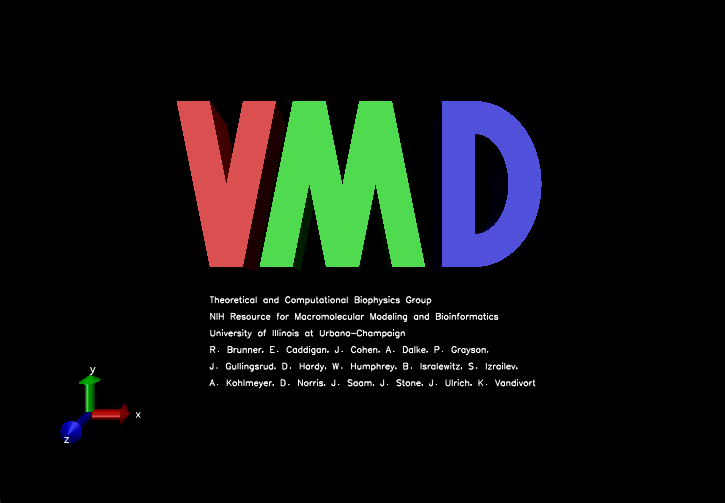 VMD
Theoretical and Computational Biophysics Group
NIH Resource for Macromolecular Modeling and Bioinformatics
University of Illinois at Urbana-Champaign
R. Brunner, E. Caddigan, J. Cohen, A. Dalke, P. Grayson,
J. Gullingsrud, D. Hardy, W. Humphrey, B. Isralewitz, S. Izrailev,
A. Kohlmeyer, D. Norris, J. Saam, J. Stone, J. Ulrich, K. Vandivort
y
x
z